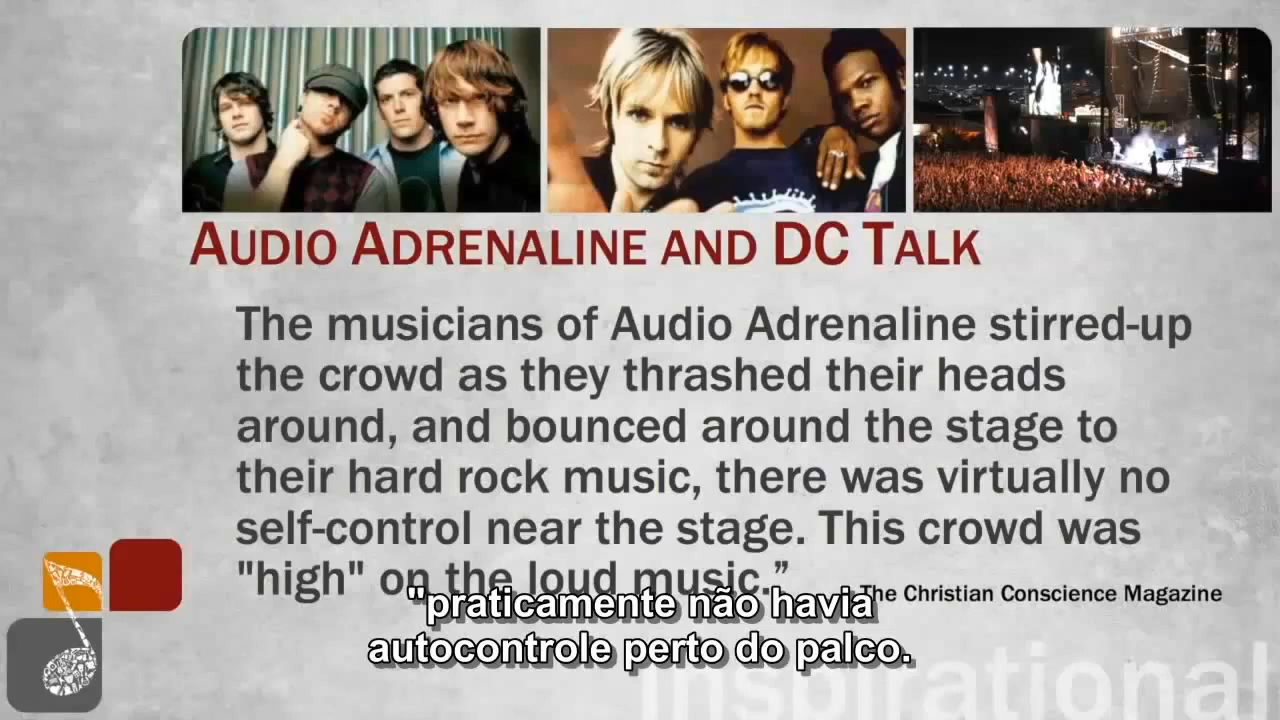 AUDIO ADRENALINE AND DC TALK
The musicians of Audio Adrenaline stirred-up
the crowd as they thrashed their heads
around, and bounced around the stage to
their hard rock music, there was virtually no
self-control near the stage. This crowd was
"high" on the loud music.”
The Christian Conscience Magazine
"praticamente não havia
autocontrole perto do palco.
inspirational